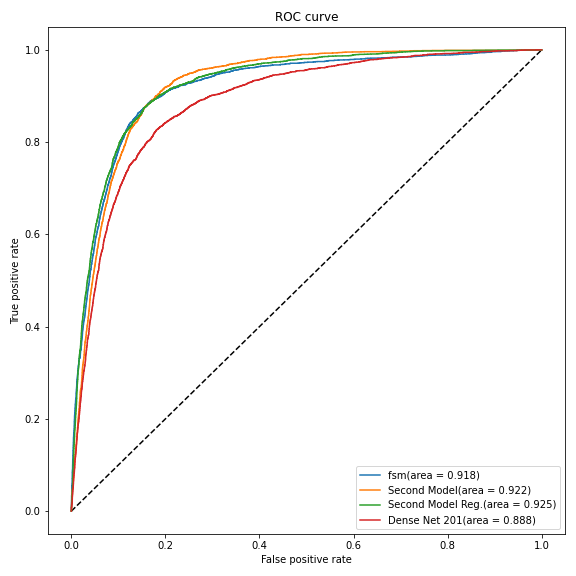 ROC curve
True positive rate
1.0
0.8
0.6
0.4
0.2
0.0
fsm(area = 0.918)
Second Model(area = 0.922)
Second Model Reg.(area = 0.925)
Dense Net 201(area = 0.888)
0.0 0.2 0.4 0.6 0.8 1.0
False positive rate